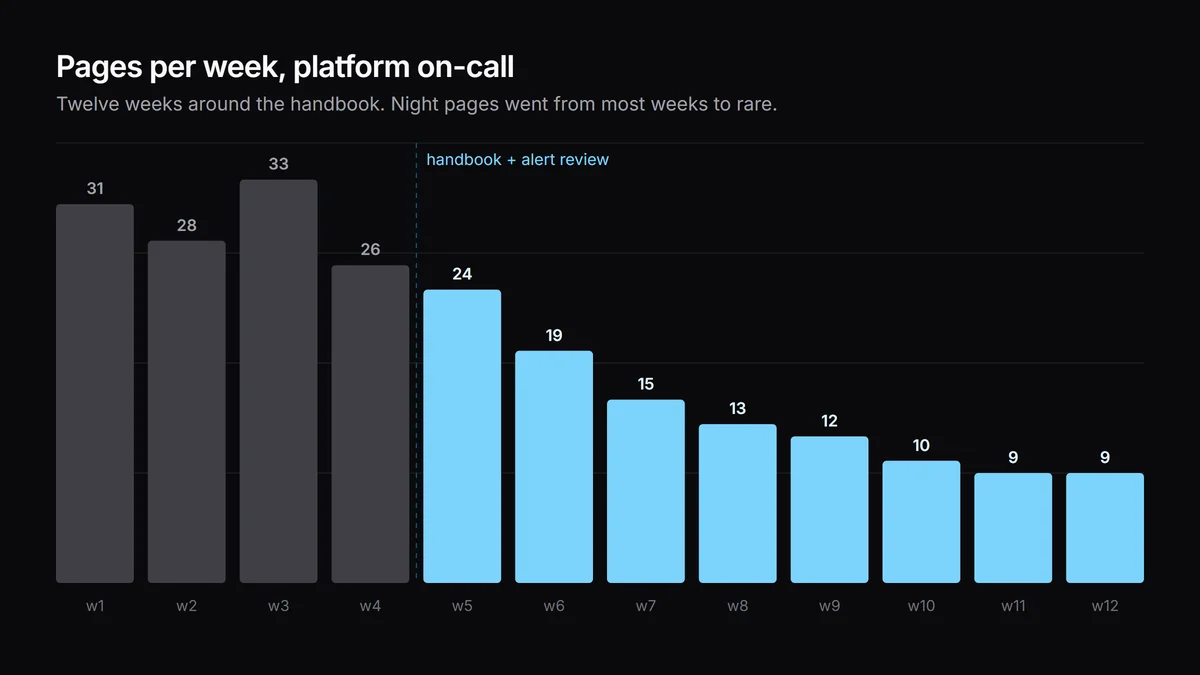 Pages per week, platform on-call
Twelve weeks around the handbook. Night pages went from most weeks to rare.
handbook + alert review
31
28
33
26
24
19
15
13
12
10
9
9
w1
w2
w3
w4
w5
w6
w7
w8
w9
w10
w11
w12